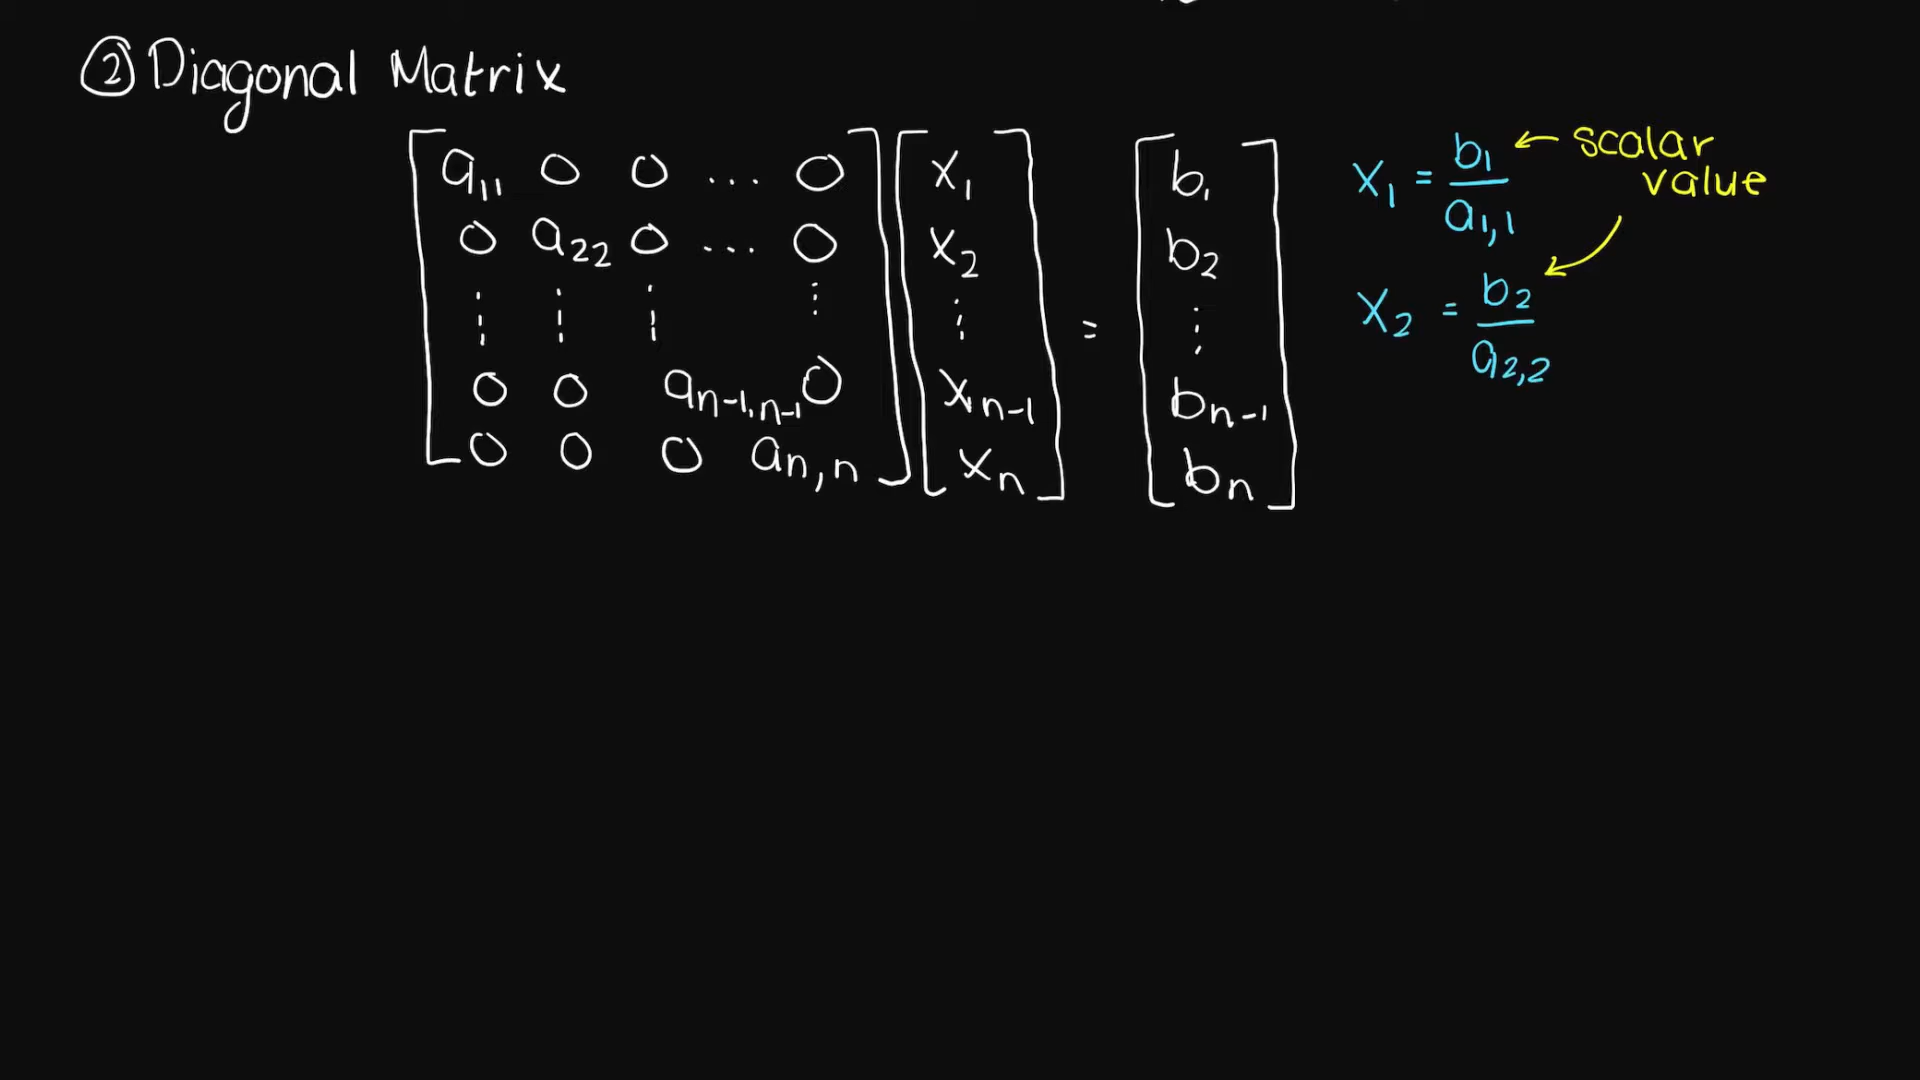 ② Diagonal Matrix
[a11 0 0 ... 0] [x1] [b1] x1 = b1/a1,1 ← scalar value
[0 a22 0 ... 0] [x2] [b2]
[⋮ ⋮ ⋮ ⋮] [⋮] = [⋮] x2 = b2/a2,2
[0 0 an-1,n-1 0] [xn-1] [bn-1]
[0 0 0 an,n] [xn] [bn]